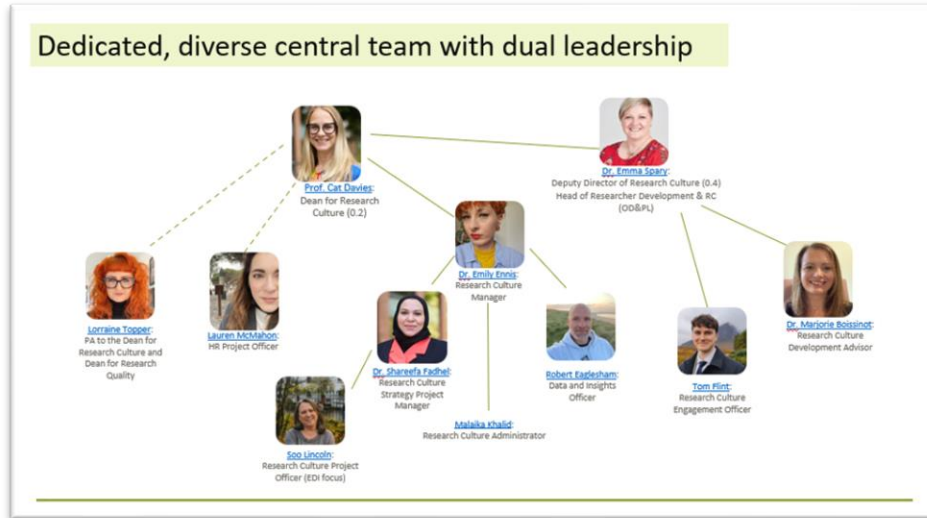 Dedicated, diverse central team with dual leadership
Prof. Cat Davies:
Dean for Research
Culture (0.2)
Dr. Emma Spary:
Deputy Director of Research Culture (0.4)
Head of Researcher Development & RC
(OD&PL)
Dr. Emily Ennis:
Research Culture
Manager
Lorraine Topper:
PA to the Dean for
Research Culture and
Dean for Research
Quality
Lauren McMahon:
HR Project Officer
Dr. Shareefa Fadhel:
Research Culture
Strategy Project
Manager
Robert Eaglesham:
Data and Insights
Officer
Tom Flint:
Research Culture
Engagement Officer
Dr. Marjorie Boissinot:
Research Culture
Development Advisor
Soo Lincoln:
Research Culture Project
Officer (EDI focus)
Malaika Khalid:
Research Culture Administrator